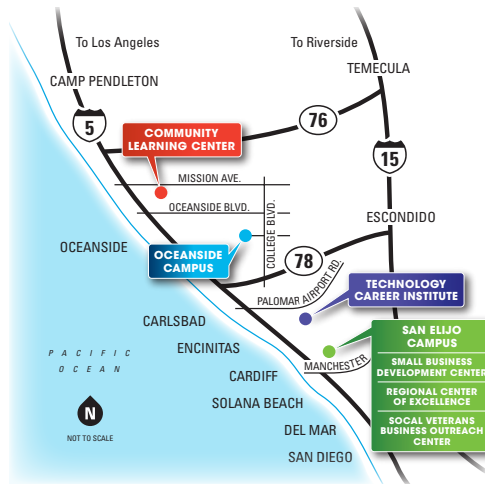 To Los Angeles
To Riverside
TEMECULA
CAMP PENDLETON
5
76
COMMUNITY
LEARNING CENTER
15
MISSION AVE.
OCEANSIDE BLVD.
COLLEGE BLVD.
ESCONDIDO
OCEANSIDE
OCEANSIDE
CAMPUS
78
PALOMAR AIRPORT RD.
TECHNOLOGY
CAREER INSTITUTE
CARLSBAD
SAN ELIJO
CAMPUS
PACIFIC
OCEAN
ENCINITAS
MANCHESTER
SMALL BUSINESS
DEVELOPMENT CENTER
CARDIFF
REGIONAL CENTER
OF EXCELLENCE
N
SOLANA BEACH
SOCAL VETERANS
BUSINESS OUTREACH
CENTER
NOT TO SCALE
DEL MAR
SAN DIEGO